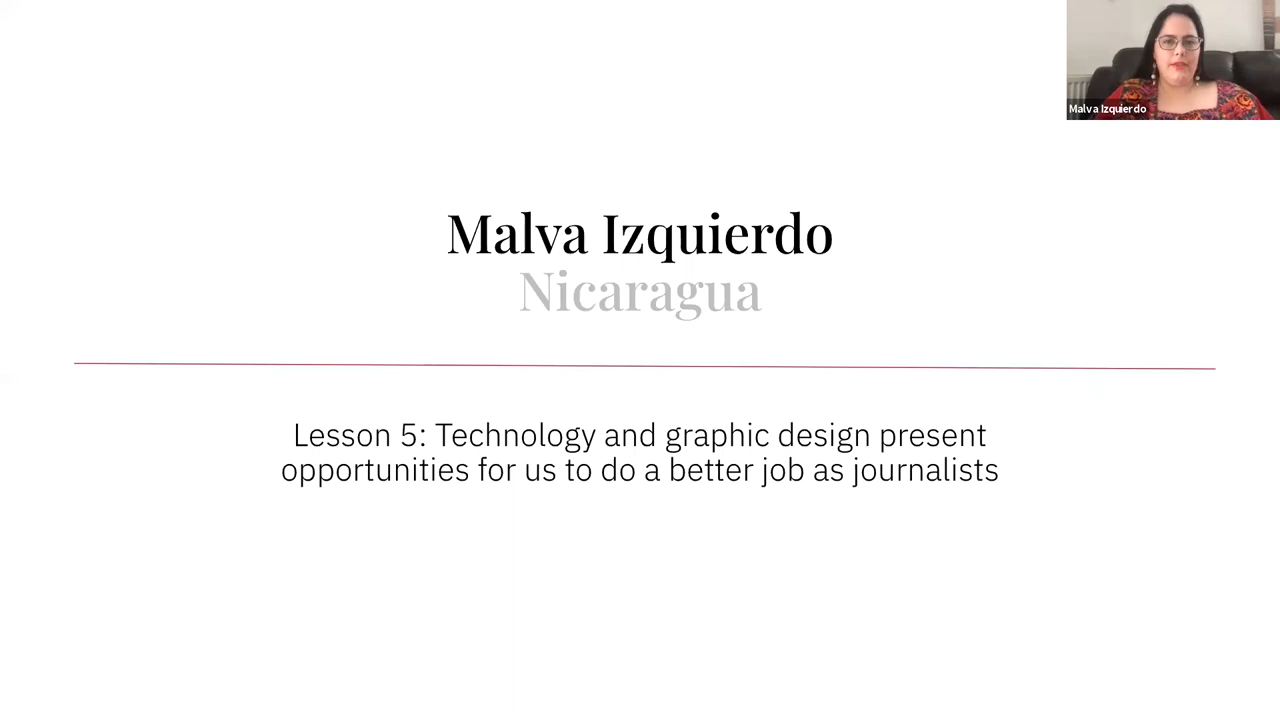 Malva Izquierdo
Malva Izquierdo
Nicaragua
Lesson 5: Technology and graphic design present
opportunities for us to do a better job as journalists